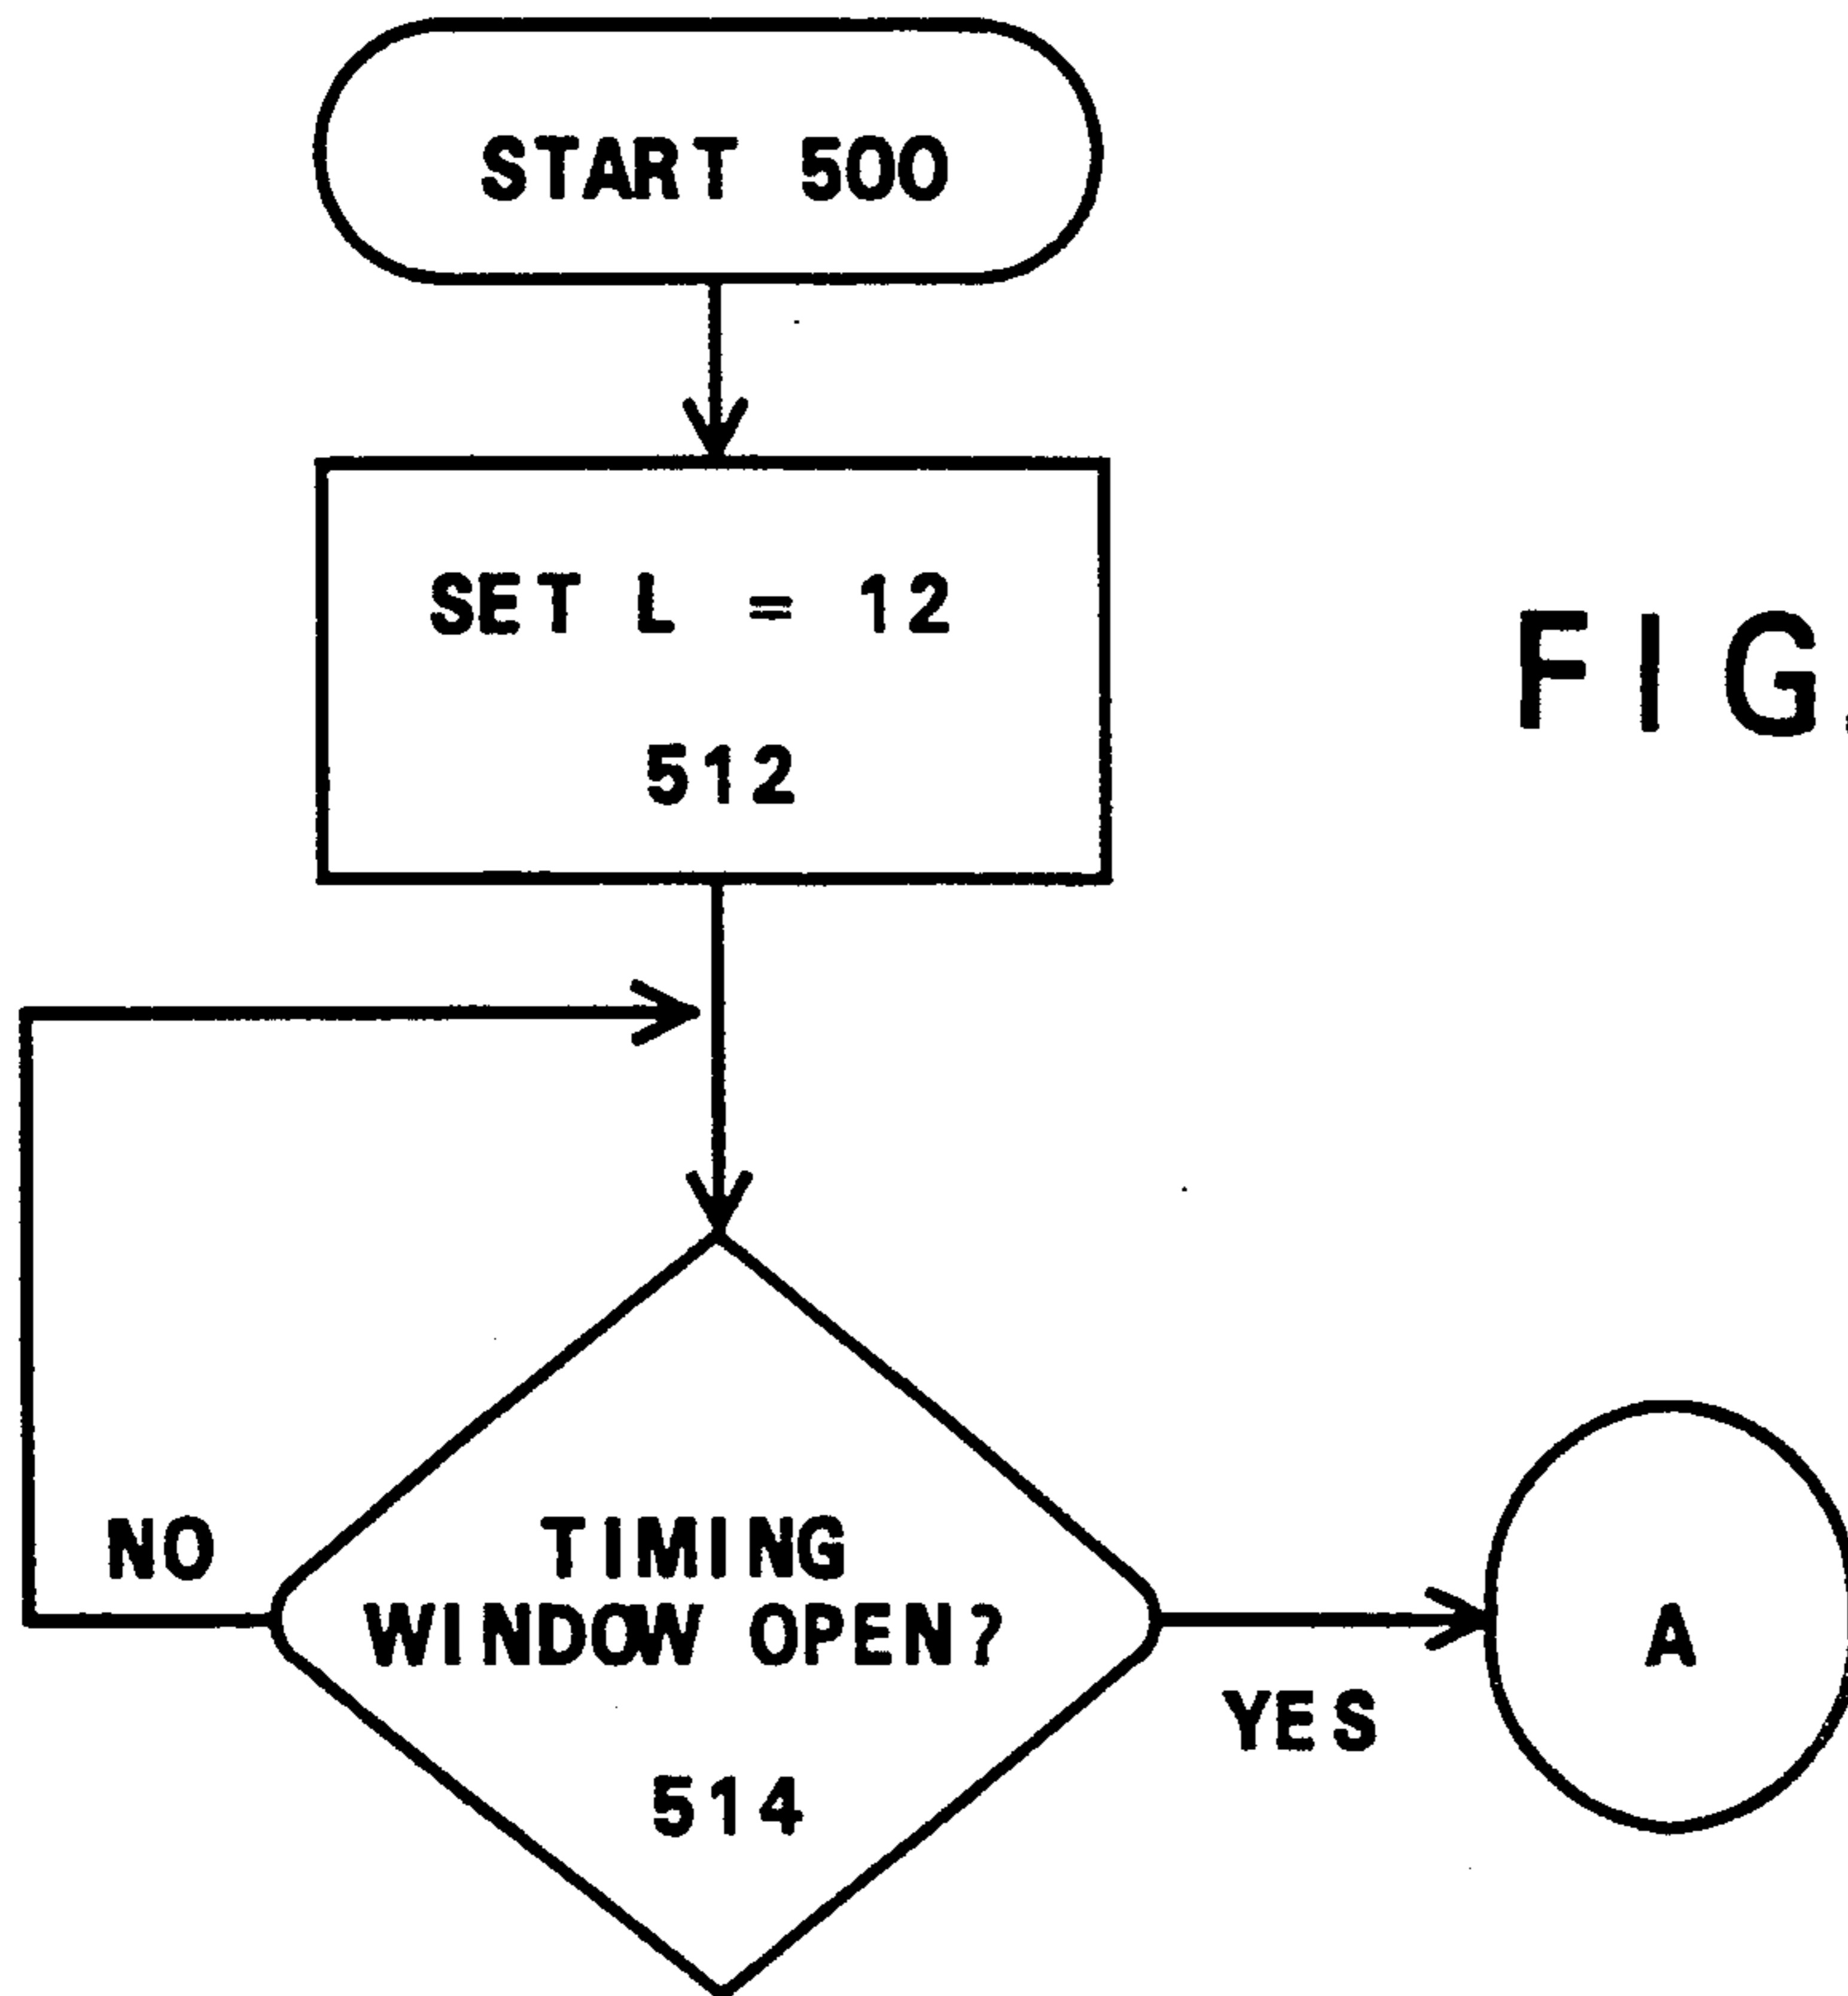 START 500
SET L = 12
512
FIG.
NO
TIMING
WINDOW OPEN?
514
YES
A